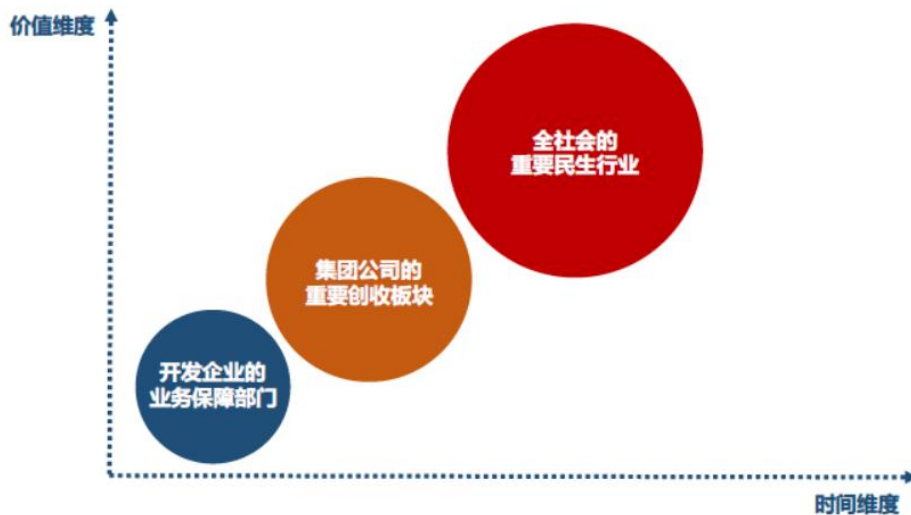 价值维度
全社会的
重要民生行业
集团公司的
重要创收板块
开发企业的
业务保障部门
时间维度